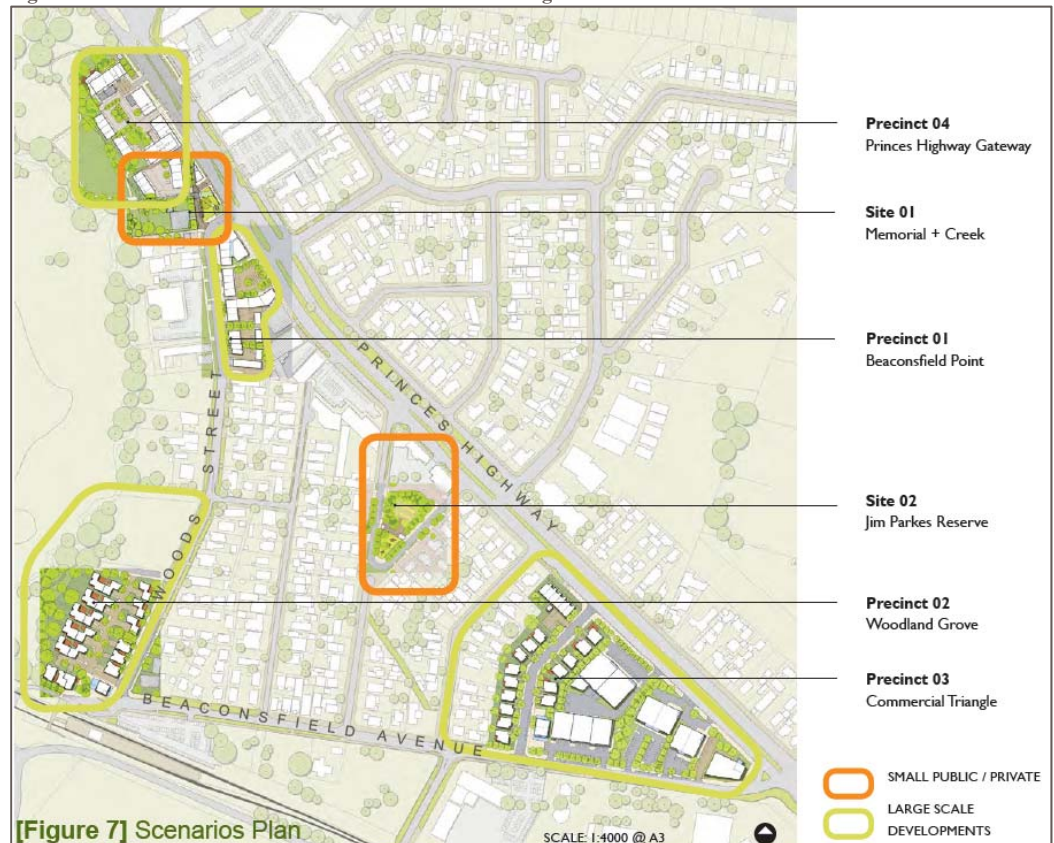 Precinct 04
Princes Highway Gateway
Site 01
Memorial + Creek
Precinct 01
Beaconsfield Point
PRINCES HIGHWAY
WOODS STREET
Site 02
Jim Parkes Reserve
Precinct 02
Woodland Grove
Precinct 03
Commercial Triangle
BEACONSFIELD AVENUE
SMALL PUBLIC / PRIVATE
LARGE SCALE
DEVELOPMENTS
[Figure 7] Scenarios Plan
SCALE: 1:4000 @ A3